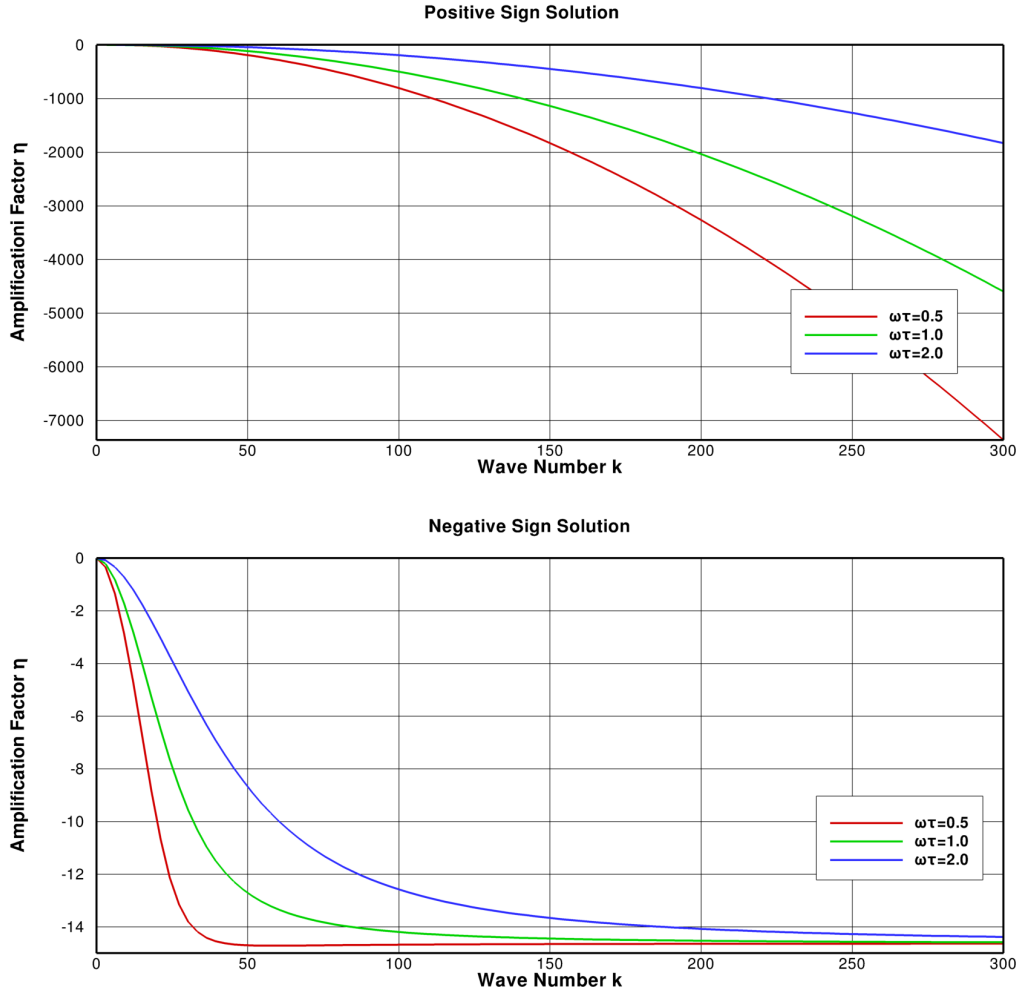 Positive Sign Solution
0
-1000
-2000
-3000
-4000
-5000
-6000
-7000
Amplificationi Factor η
ωτ=0.5
ωτ=1.0
ωτ=2.0
0 50 100 150 200 250 300
Wave Number k
Negative Sign Solution
0
-2
-4
-6
-8
-10
-12
-14
Amplification Factor η
ωτ=0.5
ωτ=1.0
ωτ=2.0
0 50 100 150 200 250 300
Wave Number k